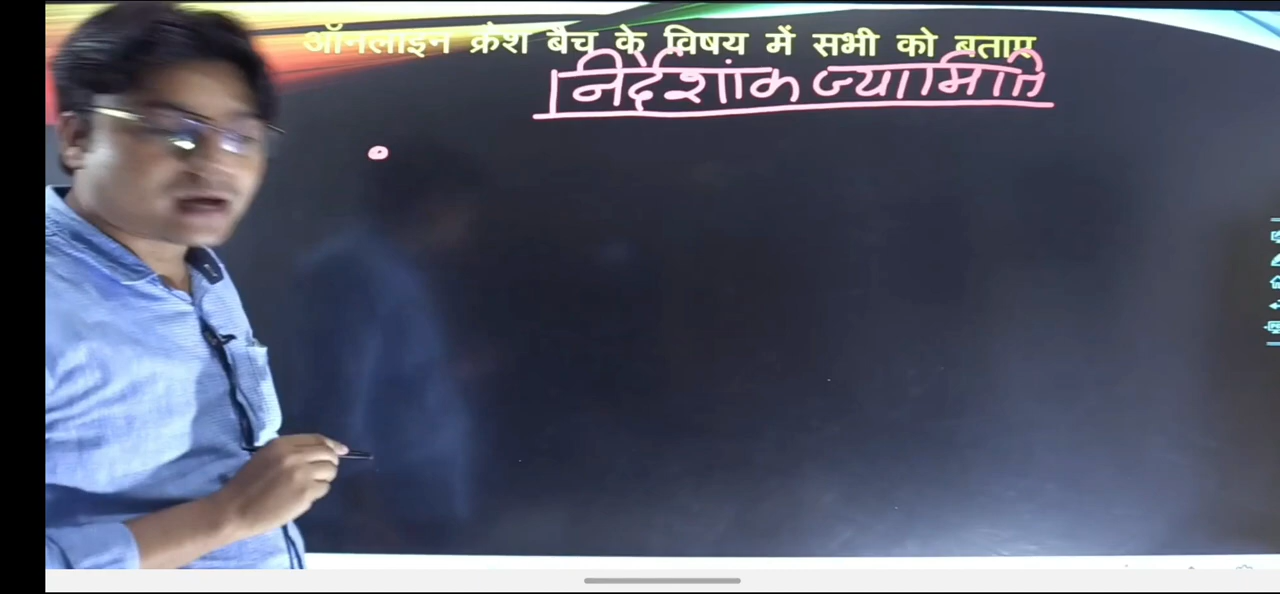 ऑनलाइन क्रैश बैच के विषय में सभी को बताएं
निर्देशांक ज्यामिति